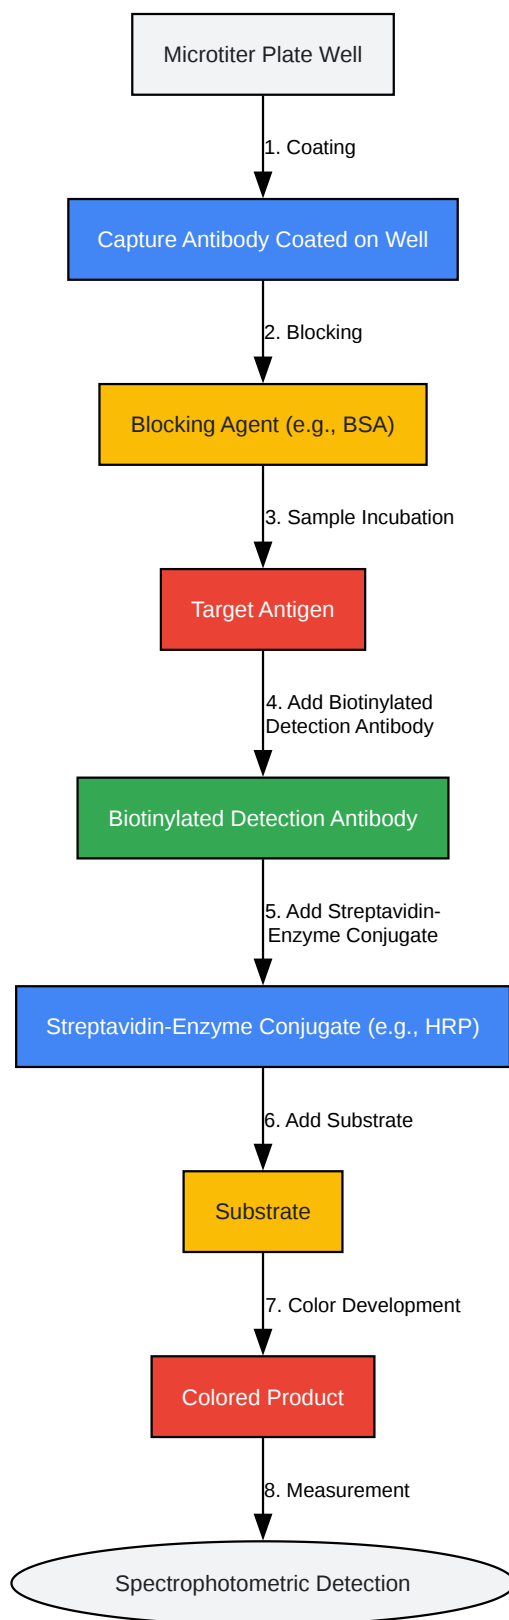 Microtiter Plate Well
1. Coating
Capture Antibody Coated on Well
2. Blocking
Blocking Agent (e.g., BSA)
3. Sample Incubation
Target Antigen
4. Add Biotinylated
Detection Antibody
Biotinylated Detection Antibody
5. Add Streptavidin-
Enzyme Conjugate
Streptavidin-Enzyme Conjugate (e.g., HRP)
6. Add Substrate
Substrate
7. Color Development
Colored Product
8. Measurement
Spectrophotometric Detection